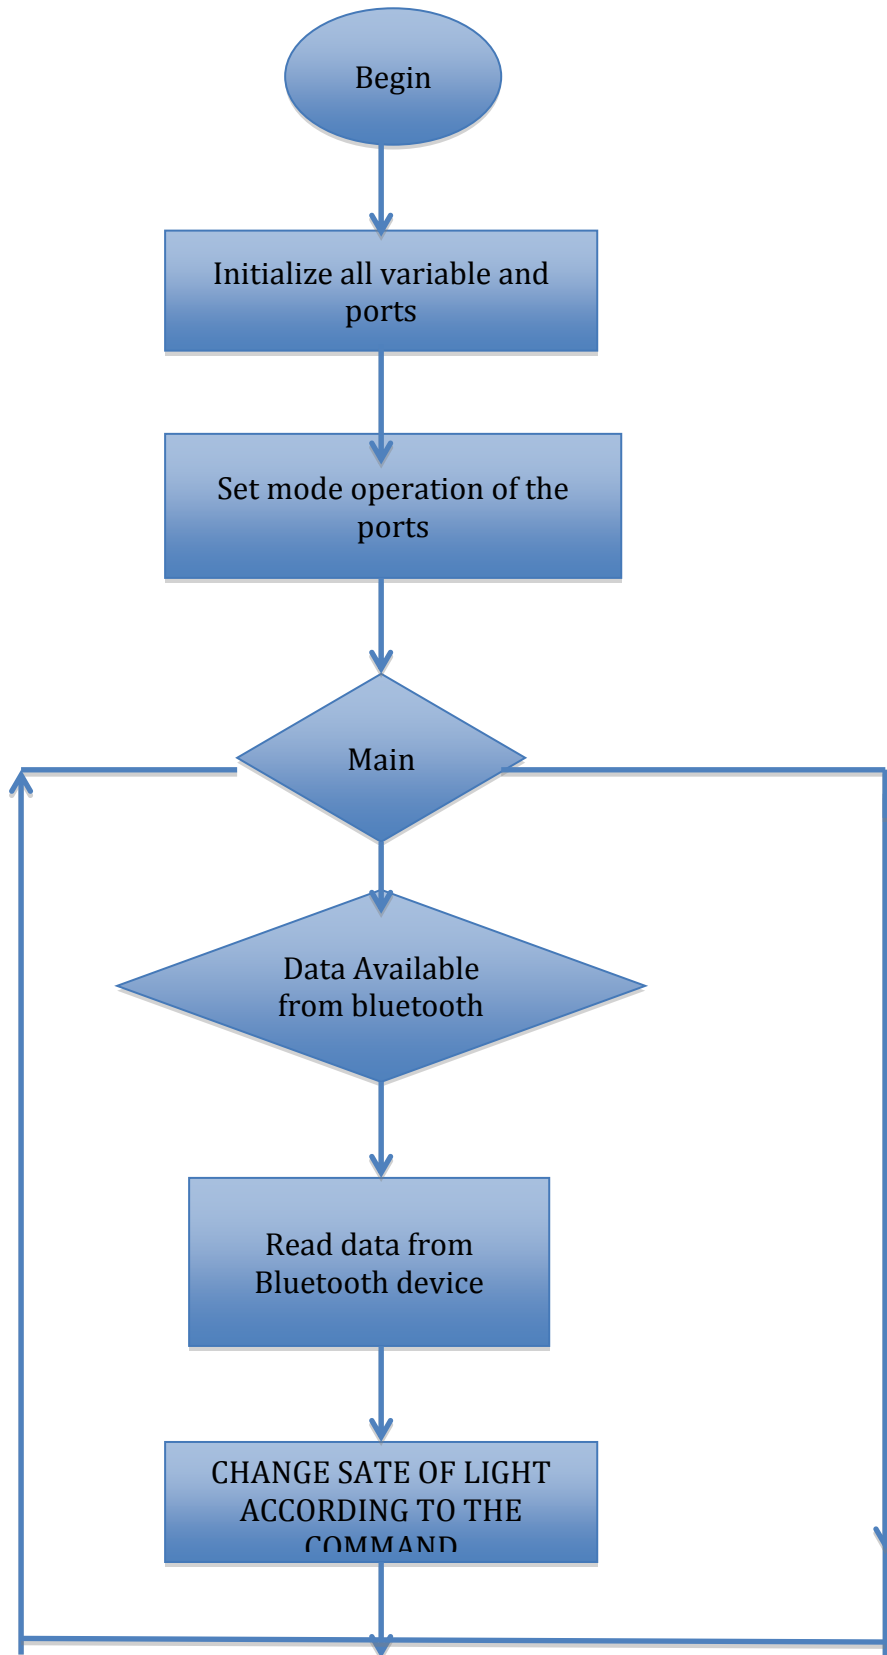 Begin
Initialize all variable and
ports
Set mode operation of the
ports
Main
Data Available
from bluetooth
Read data from
Bluetooth device
CHANGE SATE OF LIGHT
ACCORDING TO THE
COMMAND